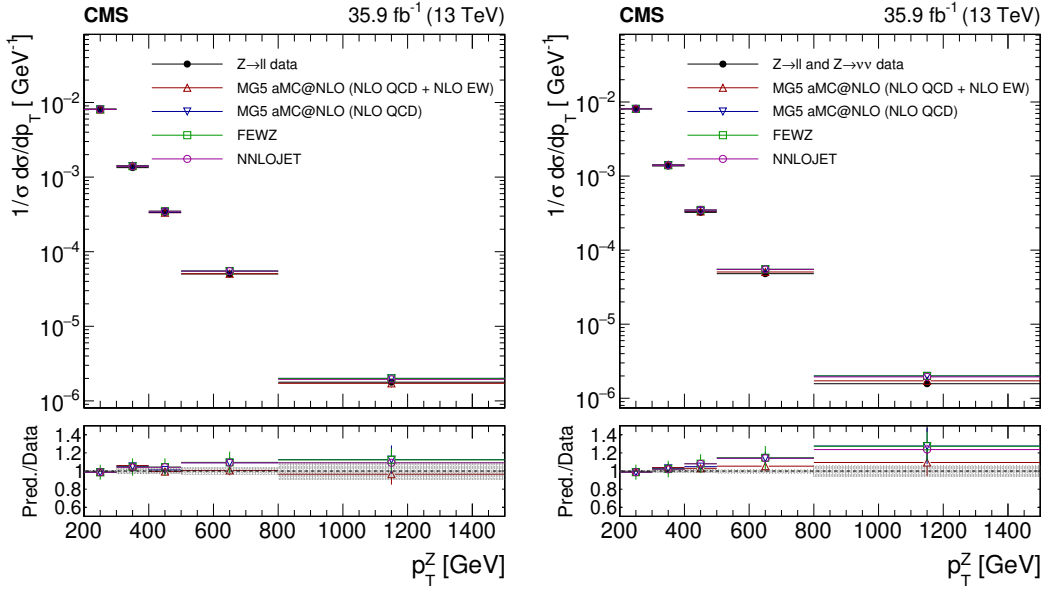 CMS 35.9 fb⁻¹ (13 TeV)
1/σ dσ/dp_T [ GeV⁻¹]
Z→ll data
MG5 aMC@NLO (NLO QCD + NLO EW)
MG5 aMC@NLO (NLO QCD)
FEWZ
NNLOJET
10⁻²
10⁻³
10⁻⁴
10⁻⁵
10⁻⁶
Pred./Data
1.4
1.2
1
0.8
0.6
200 400 600 800 1000 1200 1400
p_T^Z [GeV]
CMS 35.9 fb⁻¹ (13 TeV)
1/σ dσ/dp_T [ GeV⁻¹]
Z→ll and Z→νν data
MG5 aMC@NLO (NLO QCD + NLO EW)
MG5 aMC@NLO (NLO QCD)
FEWZ
NNLOJET
10⁻²
10⁻³
10⁻⁴
10⁻⁵
10⁻⁶
Pred./Data
1.4
1.2
1
0.8
0.6
200 400 600 800 1000 1200 1400
p_T^Z [GeV]